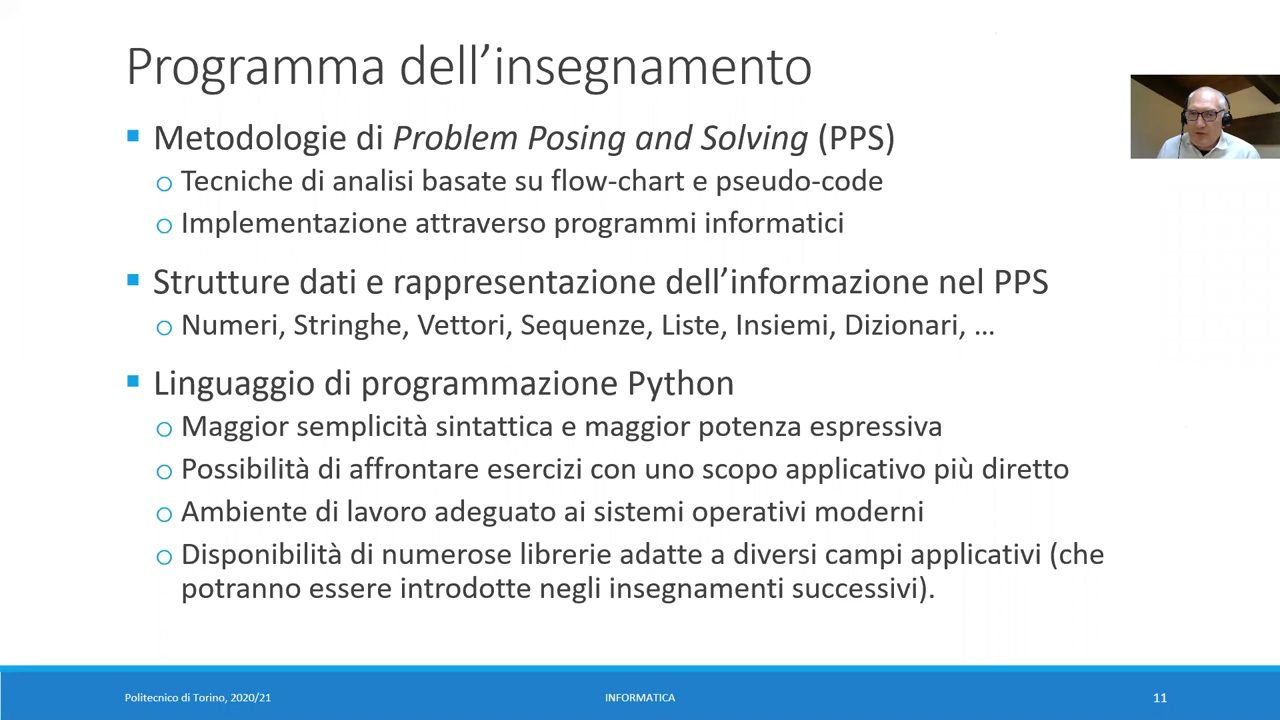 Programma dell’insegnamento
Metodologie di Problem Posing and Solving (PPS)
Tecniche di analisi basate su flow-chart e pseudo-code
Implementazione attraverso programmi informatici
Strutture dati e rappresentazione dell’informazione nel PPS
Numeri, Stringhe, Vettori, Sequenze, Liste, Insiemi, Dizionari, …
Linguaggio di programmazione Python
Maggior semplicità sintattica e maggior potenza espressiva
Possibilità di affrontare esercizi con uno scopo applicativo più diretto
Ambiente di lavoro adeguato ai sistemi operativi moderni
Disponibilità di numerose librerie adatte a diversi campi applicativi (che
potranno essere introdotte negli insegnamenti successivi).
Politecnico di Torino, 2020/21
INFORMATICA
11